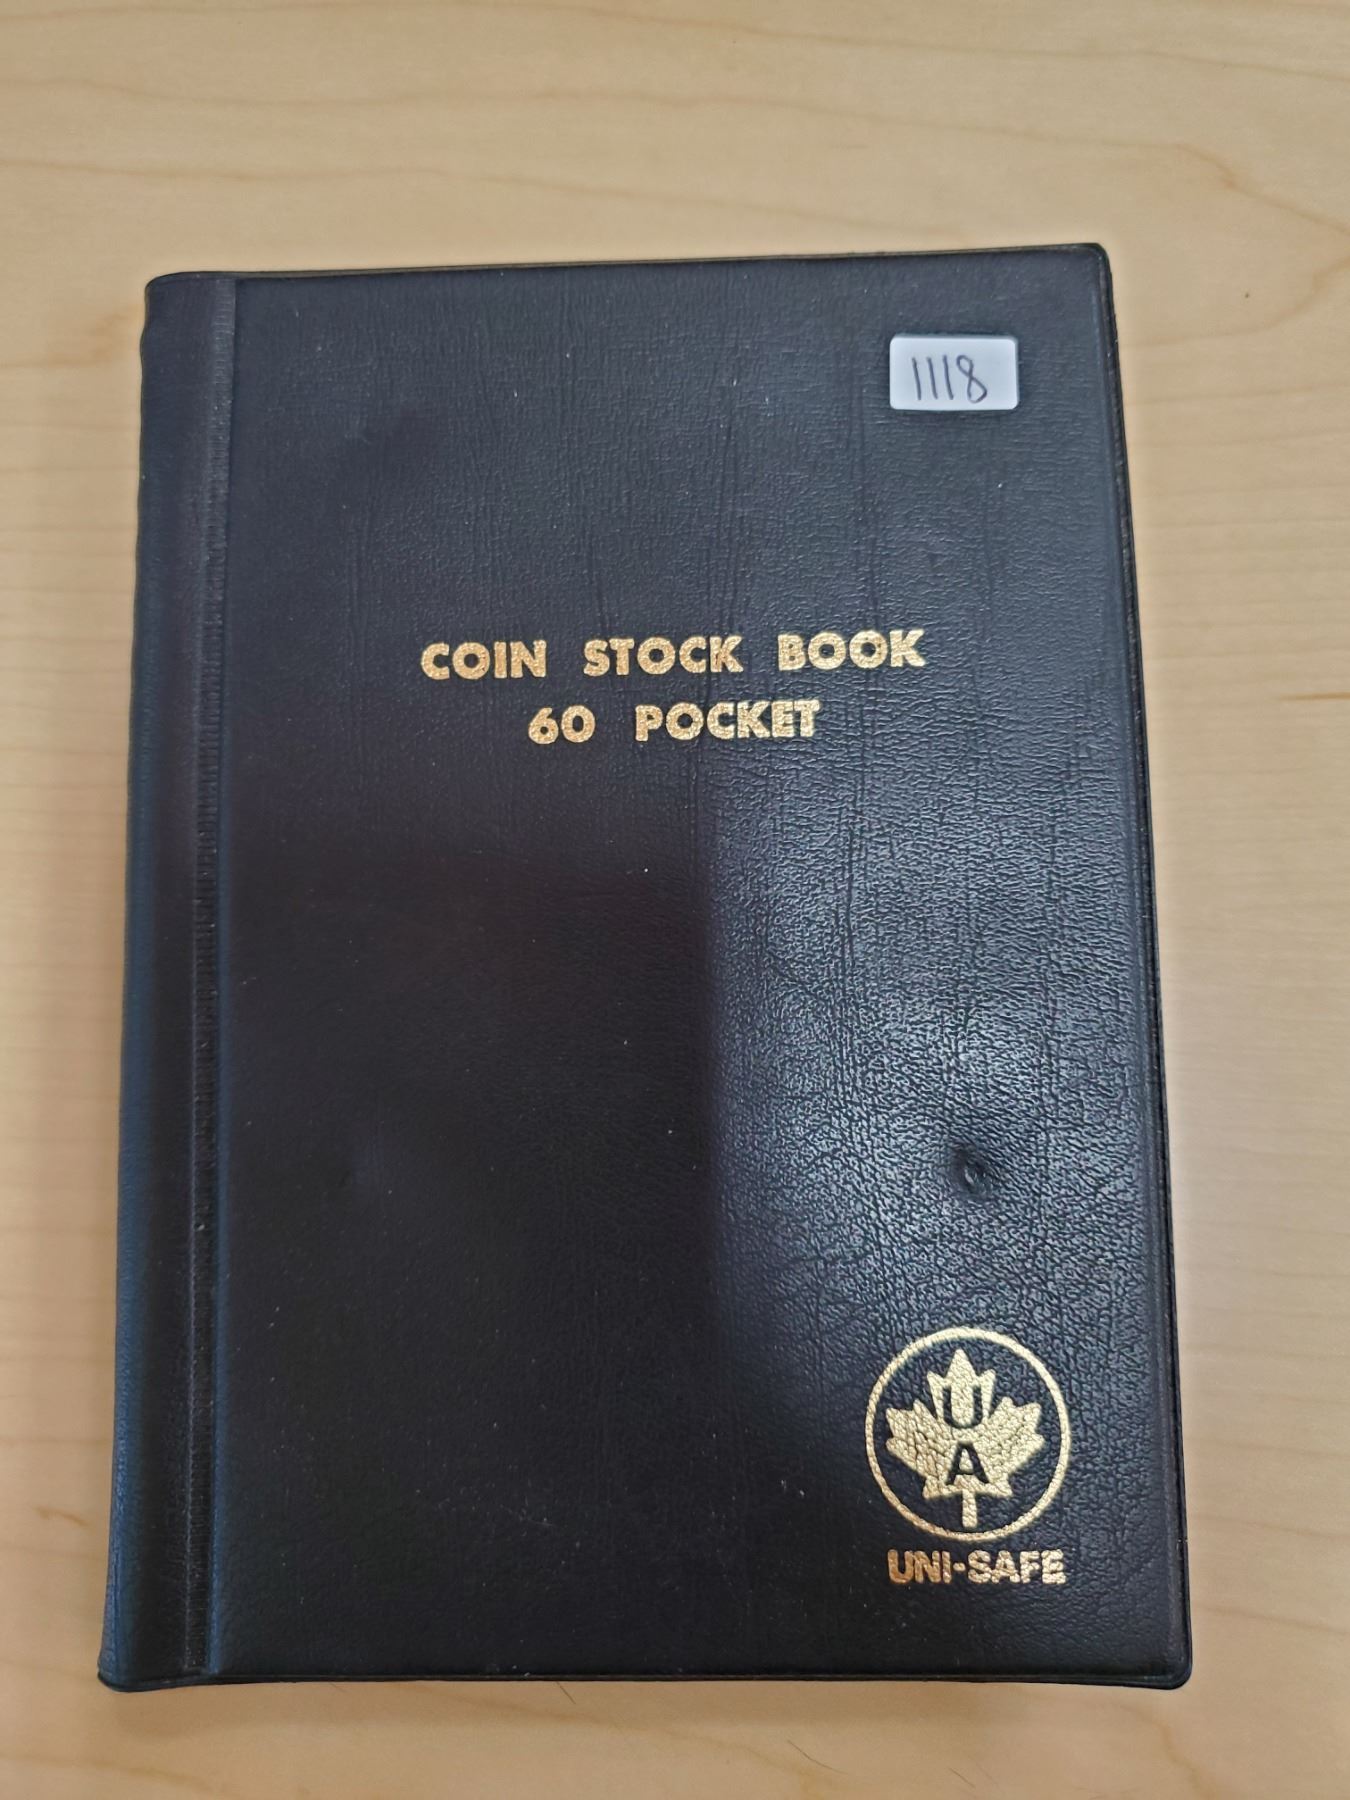 1118
COIN STOCK BOOK
60 POCKET
U
A
UNI-SAFE